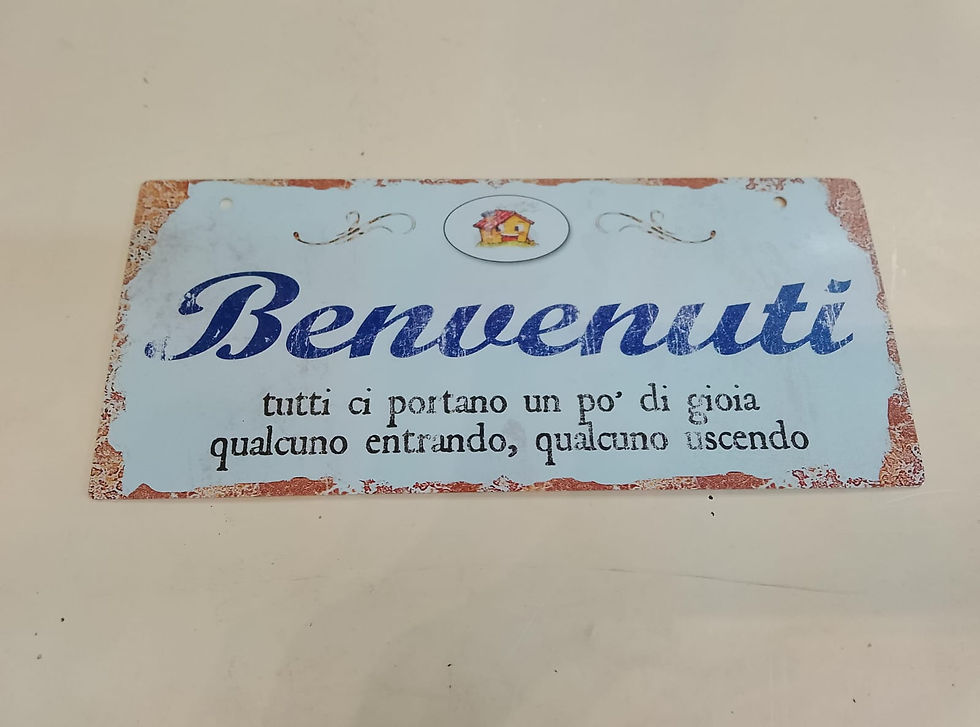 Benvenuti
tutti ci portano un po' di gioia
qualcuno entrando, qualcuno uscendo